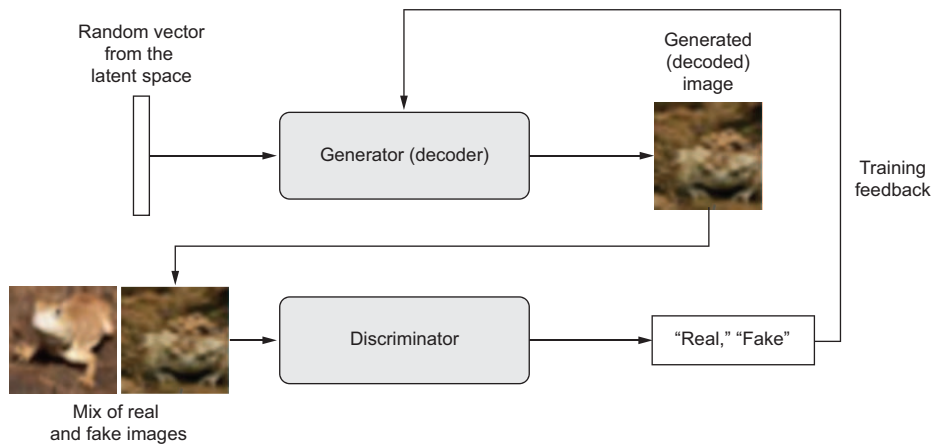 Random vector
from the
latent space
Generator (decoder)
Generated
(decoded)
image
Training
feedback
Mix of real
and fake images
Discriminator
“Real,” “Fake”